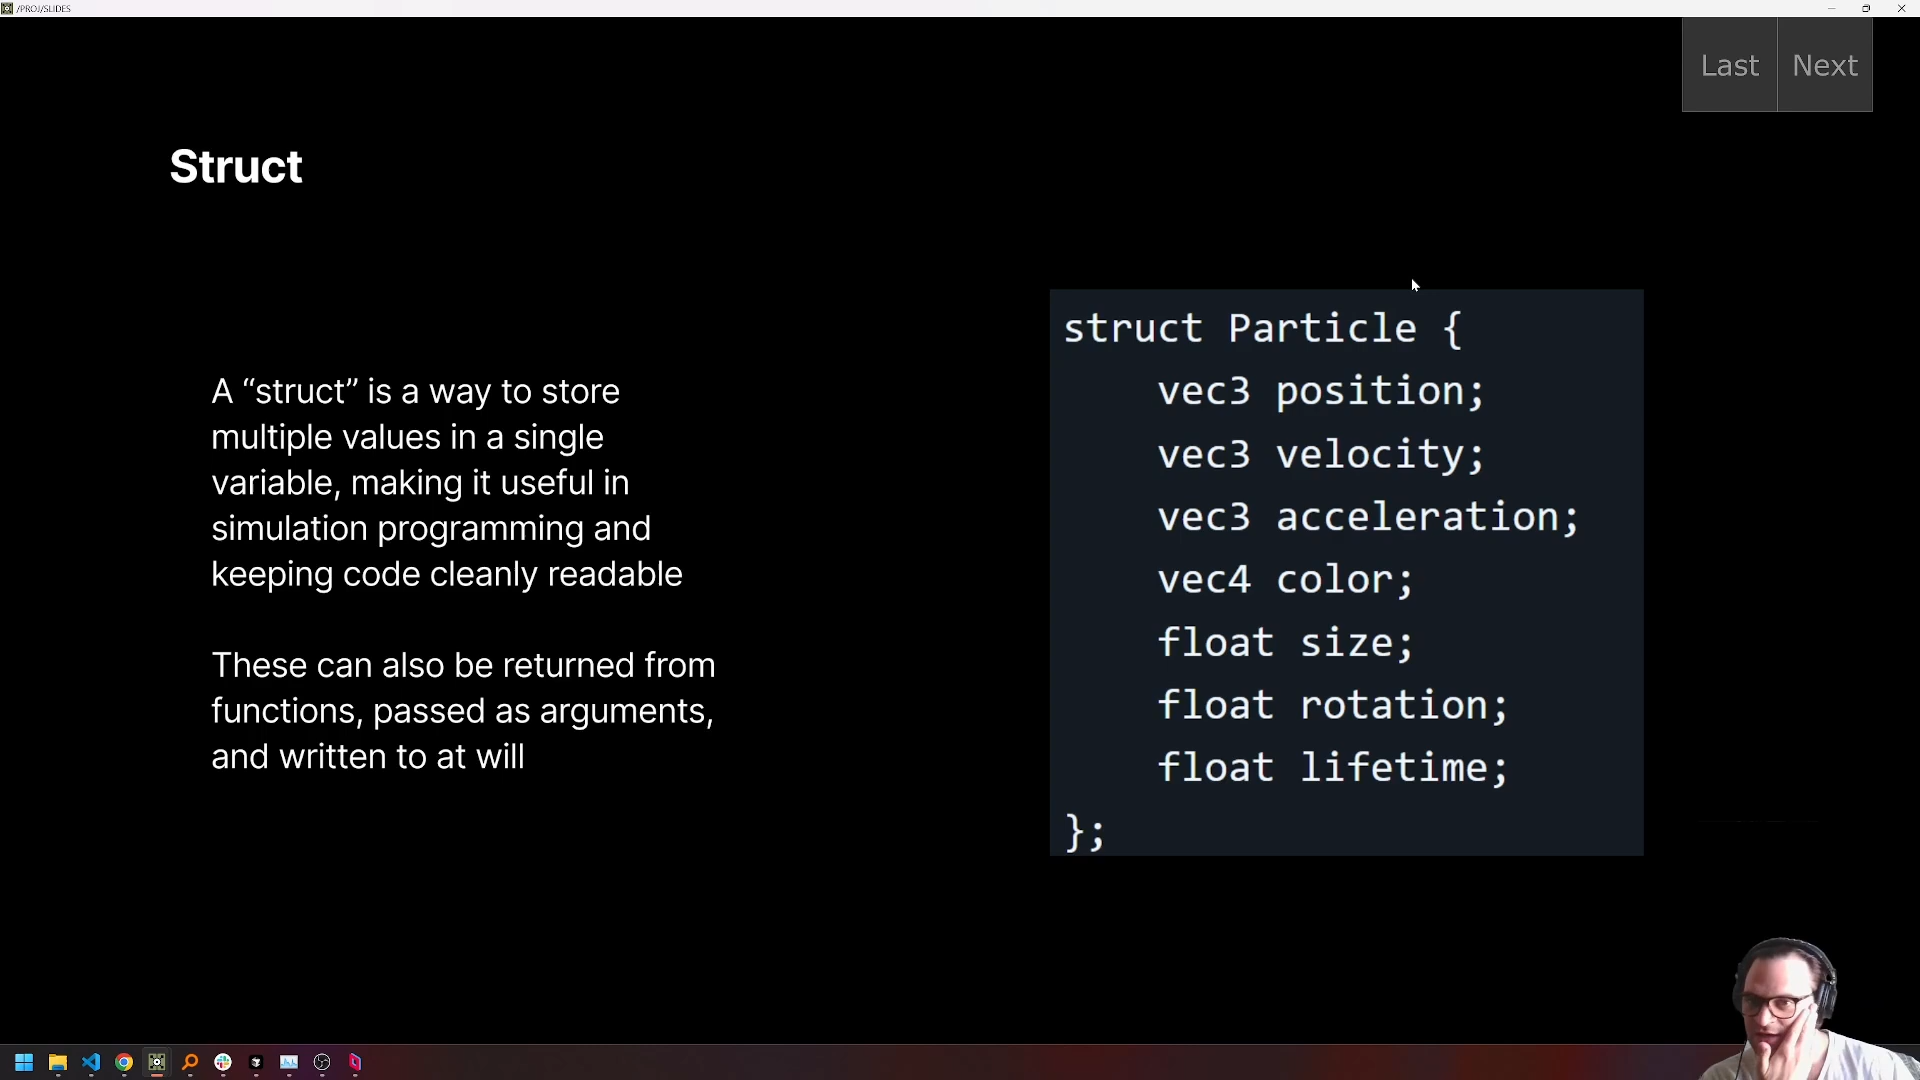 /PROJ/SLIDES
Last Next
Struct
A “struct” is a way to store
multiple values in a single
variable, making it useful in
simulation programming and
keeping code cleanly readable
These can also be returned from
functions, passed as arguments,
and written to at will
struct Particle {
    vec3 position;
    vec3 velocity;
    vec3 acceleration;
    vec4 color;
    float size;
    float rotation;
    float lifetime;
};